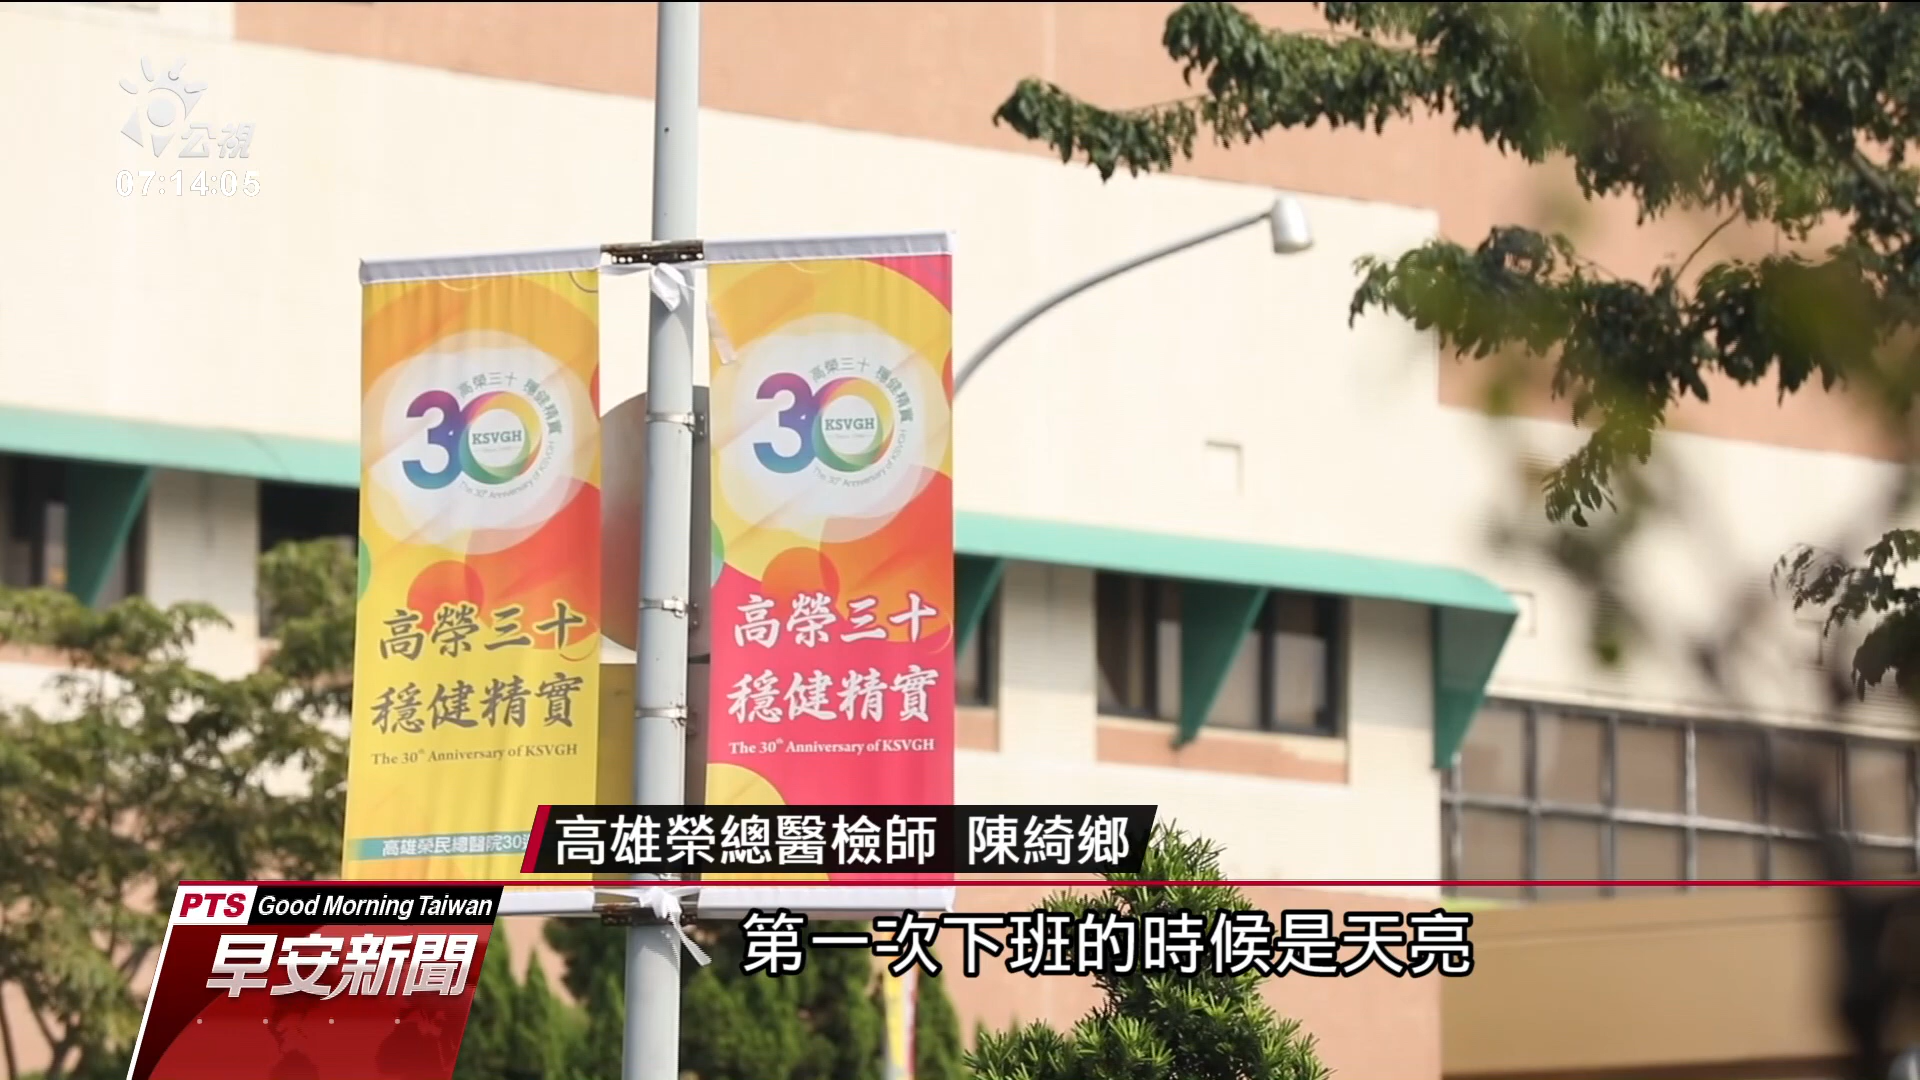 公視
07:14:05
30
KSVGH
高榮三十 穩健精實
The 30th Anniversary of KSVGH
高榮三十
穩健精實
The 30th Anniversary of KSVGH
高雄榮民總醫院30週
30
KSVGH
高榮三十 穩健精實
The 30th Anniversary of KSVGH
高榮三十
穩健精實
The 30th Anniversary of KSVGH
高雄榮總醫檢師 陳綺鄉
PTS Good Morning Taiwan
早安新聞
第一次下班的時候是天亮